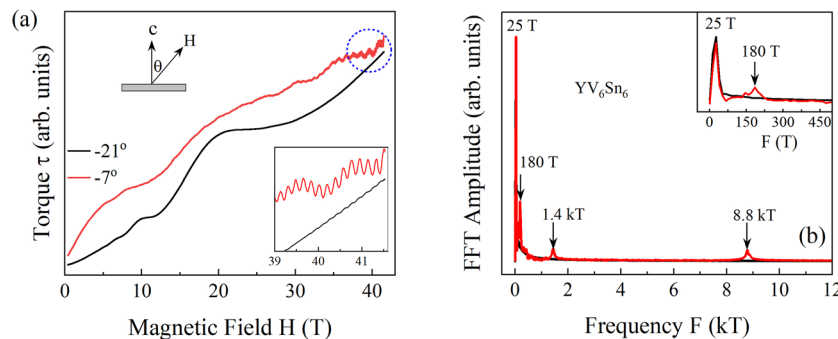 (a)
c
H
θ
-21º
-7º
39 40 41
0 10 20 30 40
Magnetic Field H (T)
Torque τ (arb. units)
25 T
180 T
1.4 kT
8.8 kT
YV6Sn6
(b)
0 2 4 6 8 10 12
Frequency F (kT)
FFT Amplitude (arb. units)
25 T
180 T
0 150 300 450
F (T)